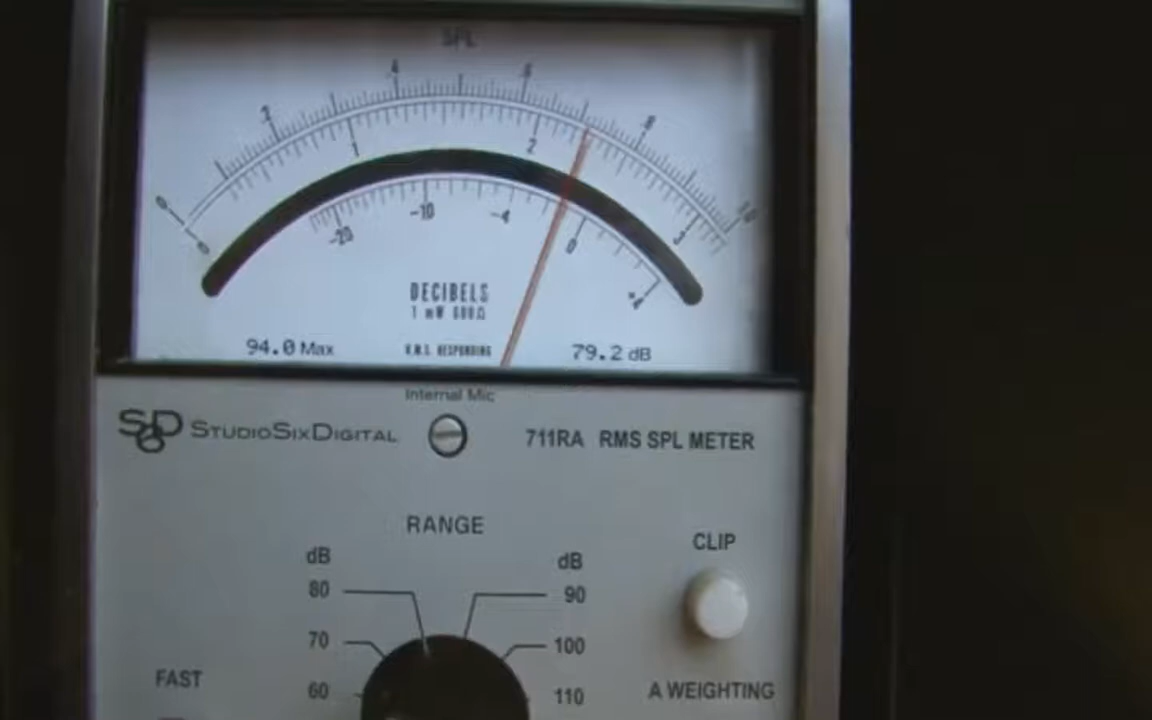 SPL
0 2 4 6 8 10
0 1 2 3
-20 -10 -4 0 +4
DECIBELS
1 mW 600Ω
94.0 Max R.M.S. RESPONDING 79.2 dB
Internal Mic
S6D STUDIOSIXDIGITAL 711RA RMS SPL METER
RANGE
CLIP
dB dB
80 90
70 100
FAST
60 110
A WEIGHTING